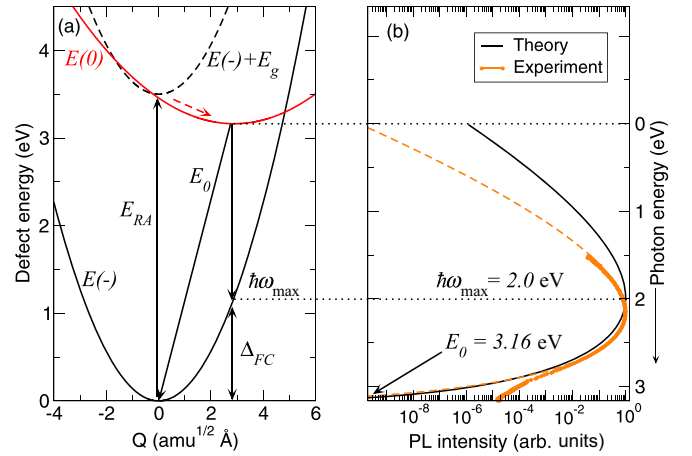 (a)
E(0)
E(-)+E_g
E_RA
E_0
E(-)
ħω_max
Δ_FC
Defect energy (eV)
4
3
2
1
0
-4
-2
0
2
4
6
Q (amu^1/2 Å)
(b)
Theory
Experiment
ħω_max = 2.0 eV
E_0 = 3.16 eV
0
1
2
3
Photon energy (eV)
10^-8
10^-6
10^-4
10^-2
10^0
PL intensity (arb. units)